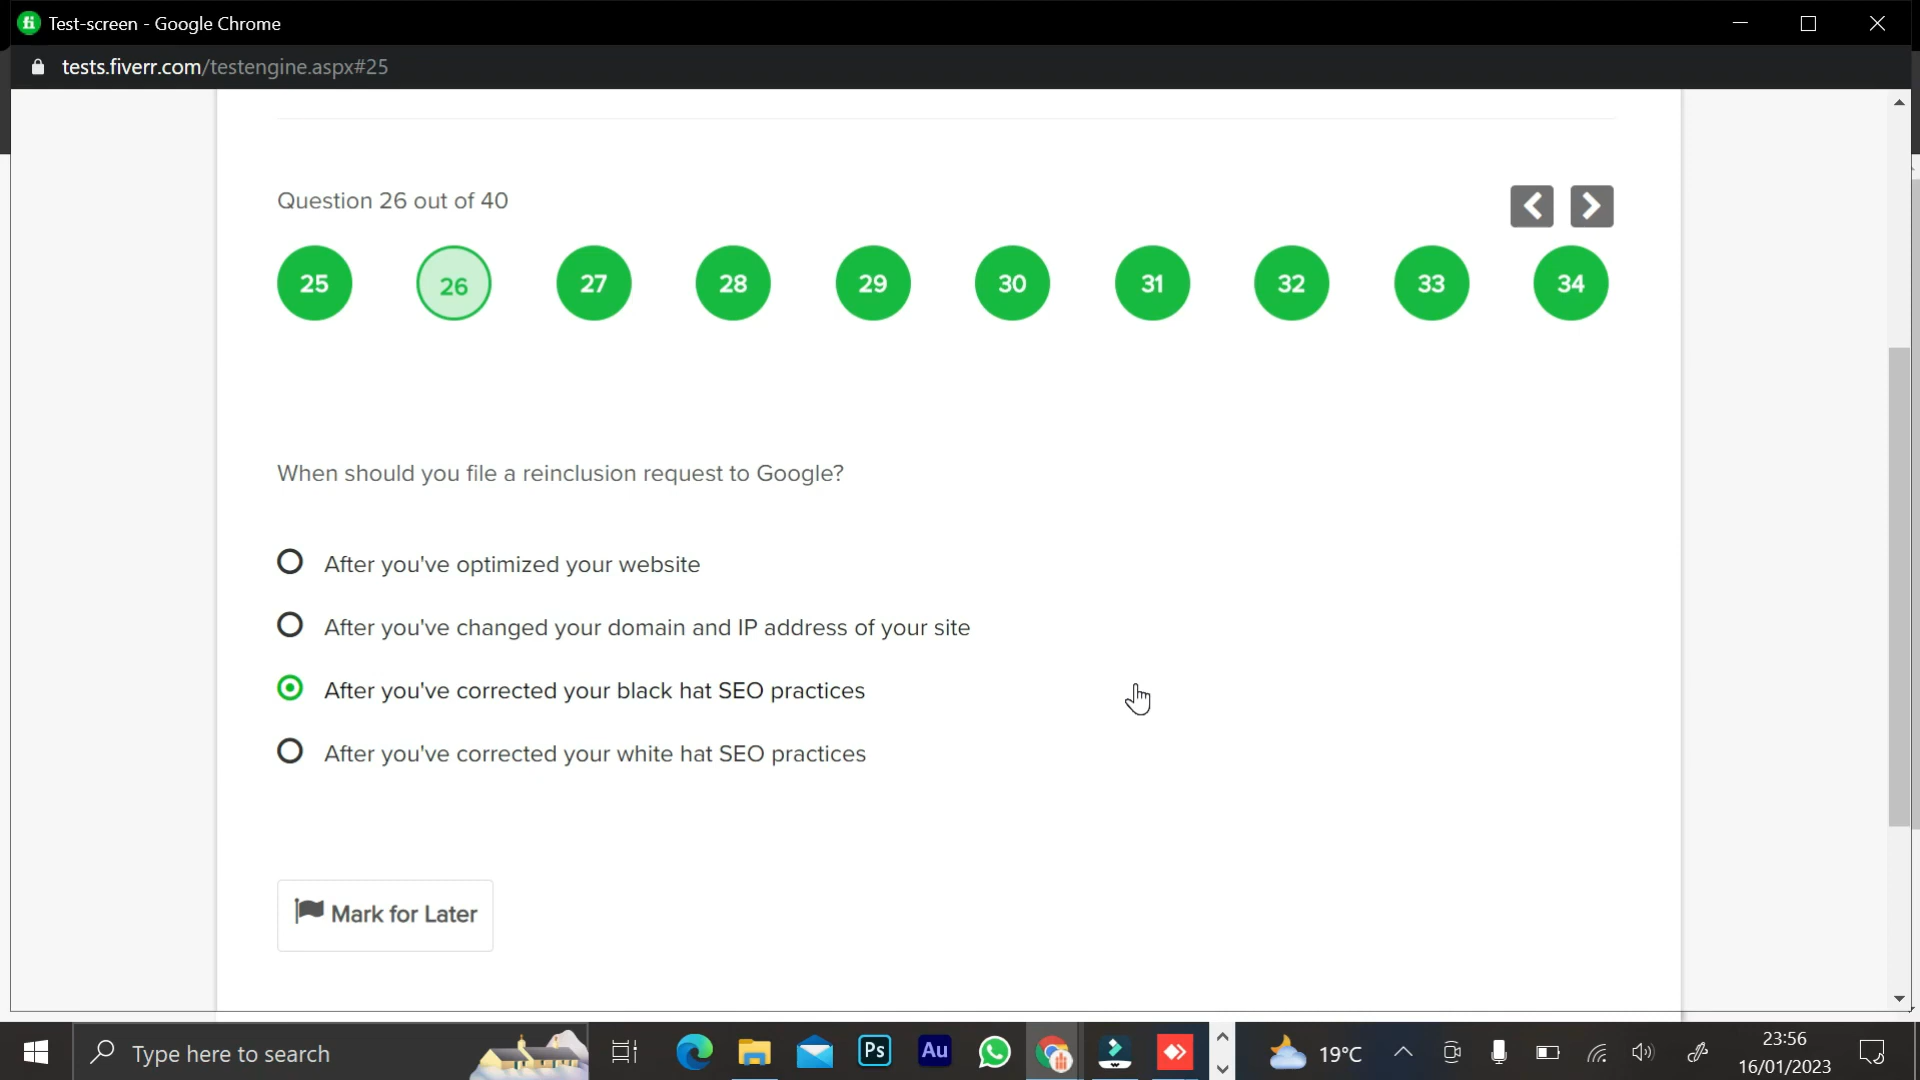 Test-screen - Google Chrome
tests.fiverr.com/testengine.aspx#25
Question 26 out of 40
25 26 27 28 29 30 31 32 33 34
When should you file a reinclusion request to Google?
After you've optimized your website
After you've changed your domain and IP address of your site
After you've corrected your black hat SEO practices
After you've corrected your white hat SEO practices
Mark for Later
Type here to search
Ps
Au
19°C
23:56
16/01/2023